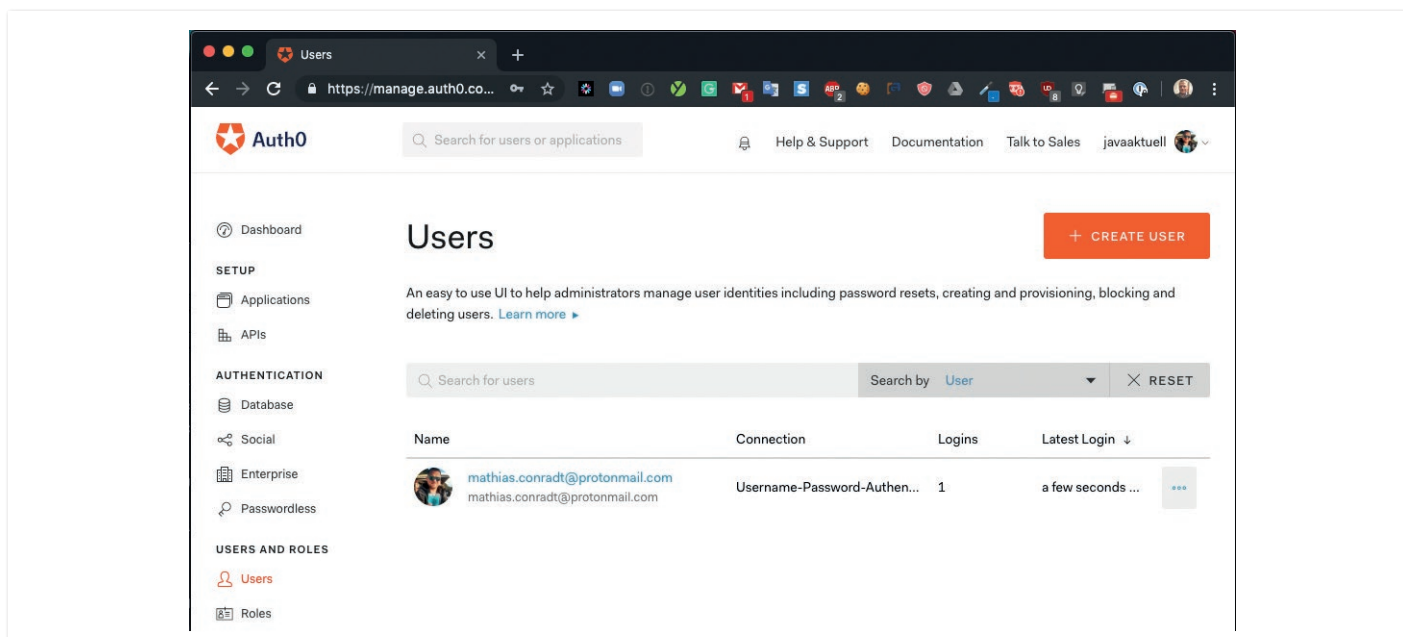 Users
https://manage.auth0.co...
Auth0
Search for users or applications
Help & Support
Documentation
Talk to Sales
javaaktuell
Dashboard
SETUP
Applications
APIs
AUTHENTICATION
Database
Social
Enterprise
Passwordless
USERS AND ROLES
Users
Roles
Users
+ CREATE USER
An easy to use UI to help administrators manage user identities including password resets, creating and provisioning, blocking and
deleting users. Learn more
Search for users
Search by User
RESET
Name Connection Logins Latest Login ↓
mathias.conradt@protonmail.com
mathias.conradt@protonmail.com
Username-Password-Authen... 1 a few seconds ...